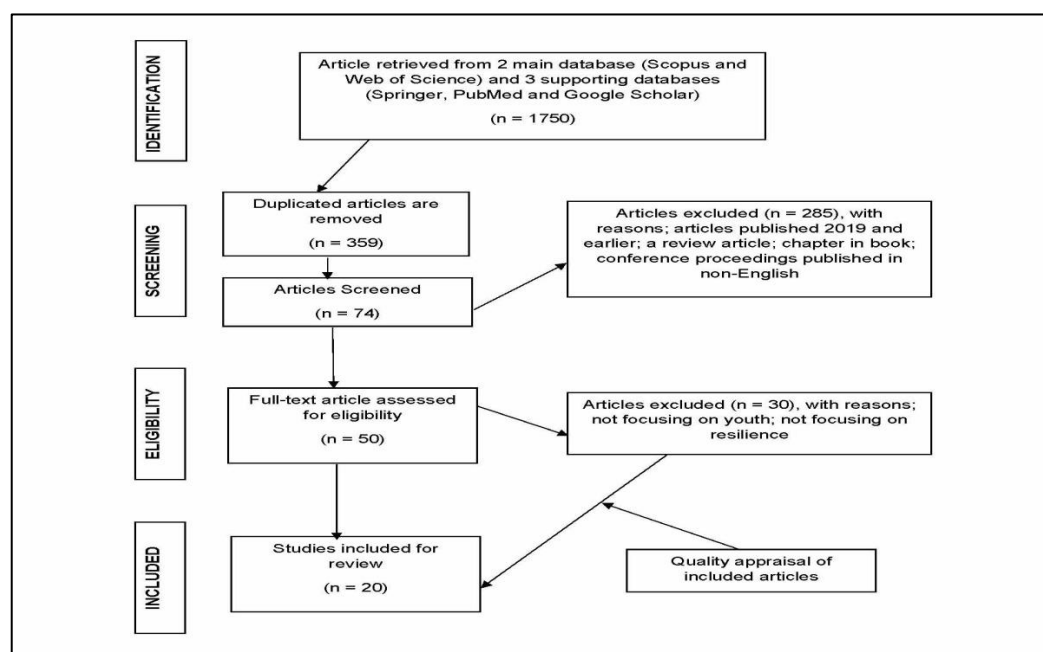 IDENTIFICATION
Article retrieved from 2 main database (Scopus and
Web of Science) and 3 supporting databases
(Springer, PubMed and Google Scholar)
(n = 1750)
SCREENING
Duplicated articles are
removed
(n = 359)
Articles excluded (n = 285), with
reasons; articles published 2019 and
earlier; a review article; chapter in book;
conference proceedings published in
non-English
Articles Screened
(n = 74)
ELIGIBILITY
Full-text article assessed
for eligibility
(n = 50)
Articles excluded (n = 30), with reasons;
not focusing on youth; not focusing on
resilience
INCLUDED
Studies included for
review
(n = 20)
Quality appraisal of
included articles